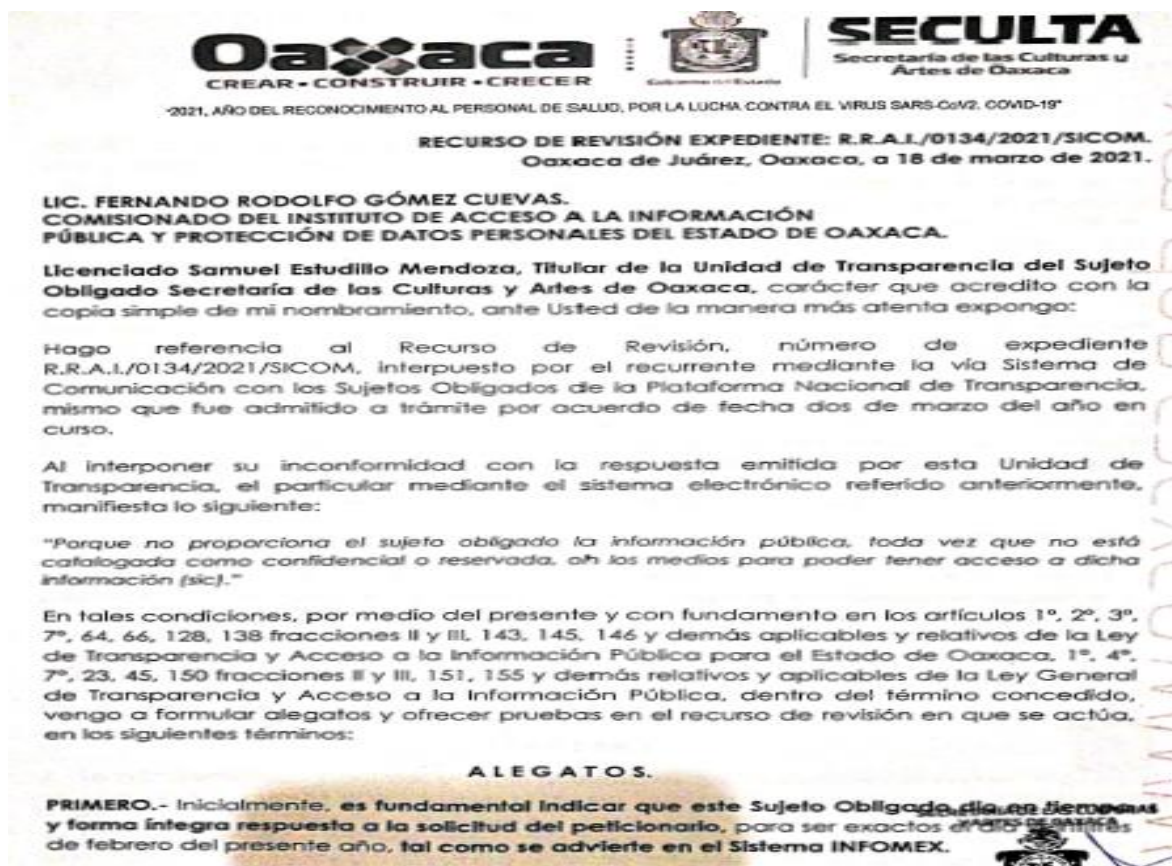 Oaxaca
CREAR • CONSTRUIR • CRECER
SECULTA
Secretaría de las Culturas y
Artes de Oaxaca
"2021, AÑO DEL RECONOCIMIENTO AL PERSONAL DE SALUD, POR LA LUCHA CONTRA EL VIRUS SARS-CoV2, COVID-19"
RECURSO DE REVISIÓN EXPEDIENTE: R.R.A.I./0134/2021/SICOM.
Oaxaca de Juárez, Oaxaca, a 18 de marzo de 2021.
LIC. FERNANDO RODOLFO GÓMEZ CUEVAS.
COMISIONADO DEL INSTITUTO DE ACCESO A LA INFORMACIÓN
PÚBLICA Y PROTECCIÓN DE DATOS PERSONALES DEL ESTADO DE OAXACA.
Licenciado Samuel Estudillo Mendoza, Titular de la Unidad de Transparencia del Sujeto
Obligado Secretaría de las Culturas y Artes de Oaxaca, carácter que acredito con la
copia simple de mi nombramiento, ante Usted de la manera más atenta expongo:
Hago referencia al Recurso de Revisión, número de expediente
R.R.A.I./0134/2021/SICOM, interpuesto por el recurrente mediante la vía Sistema de
Comunicación con los Sujetos Obligados de la Plataforma Nacional de Transparencia,
mismo que fue admitido a trámite por acuerdo de fecha dos de marzo del año en
curso.
Al interponer su inconformidad con la respuesta emitida por esta Unidad de
Transparencia, el particular mediante el sistema electrónico referido anteriormente,
manifiesta lo siguiente:
"Porque no proporciona el sujeto obligado la información pública, toda vez que no está
catalogada como confidencial o reservada, oh los medios para poder tener acceso a dicha
información (sic)."
En tales condiciones, por medio del presente y con fundamento en los artículos 1º, 2º, 3º,
7º, 64, 66, 128, 138 fracciones II y III, 143, 145, 146 y demás aplicables y relativos de la Ley
de Transparencia y Acceso a la Información Pública para el Estado de Oaxaca, 1º, 4º,
7º, 23, 45, 150 fracciones II y III, 151, 155 y demás relativos y aplicables de la Ley General
de Transparencia y Acceso a la Información Pública, dentro del término concedido,
vengo a formular alegatos y ofrecer pruebas en el recurso de revisión en que se actúa,
en los siguientes términos:
ALEGATOS.
PRIMERO.- Inicialmente, es fundamental indicar que este Sujeto Obligado dio en
y forma íntegra respuesta a la solicitud del peticionario, para ser exactos el día
de febrero del presente año, tal como se advierte en el Sistema INFOMEX.